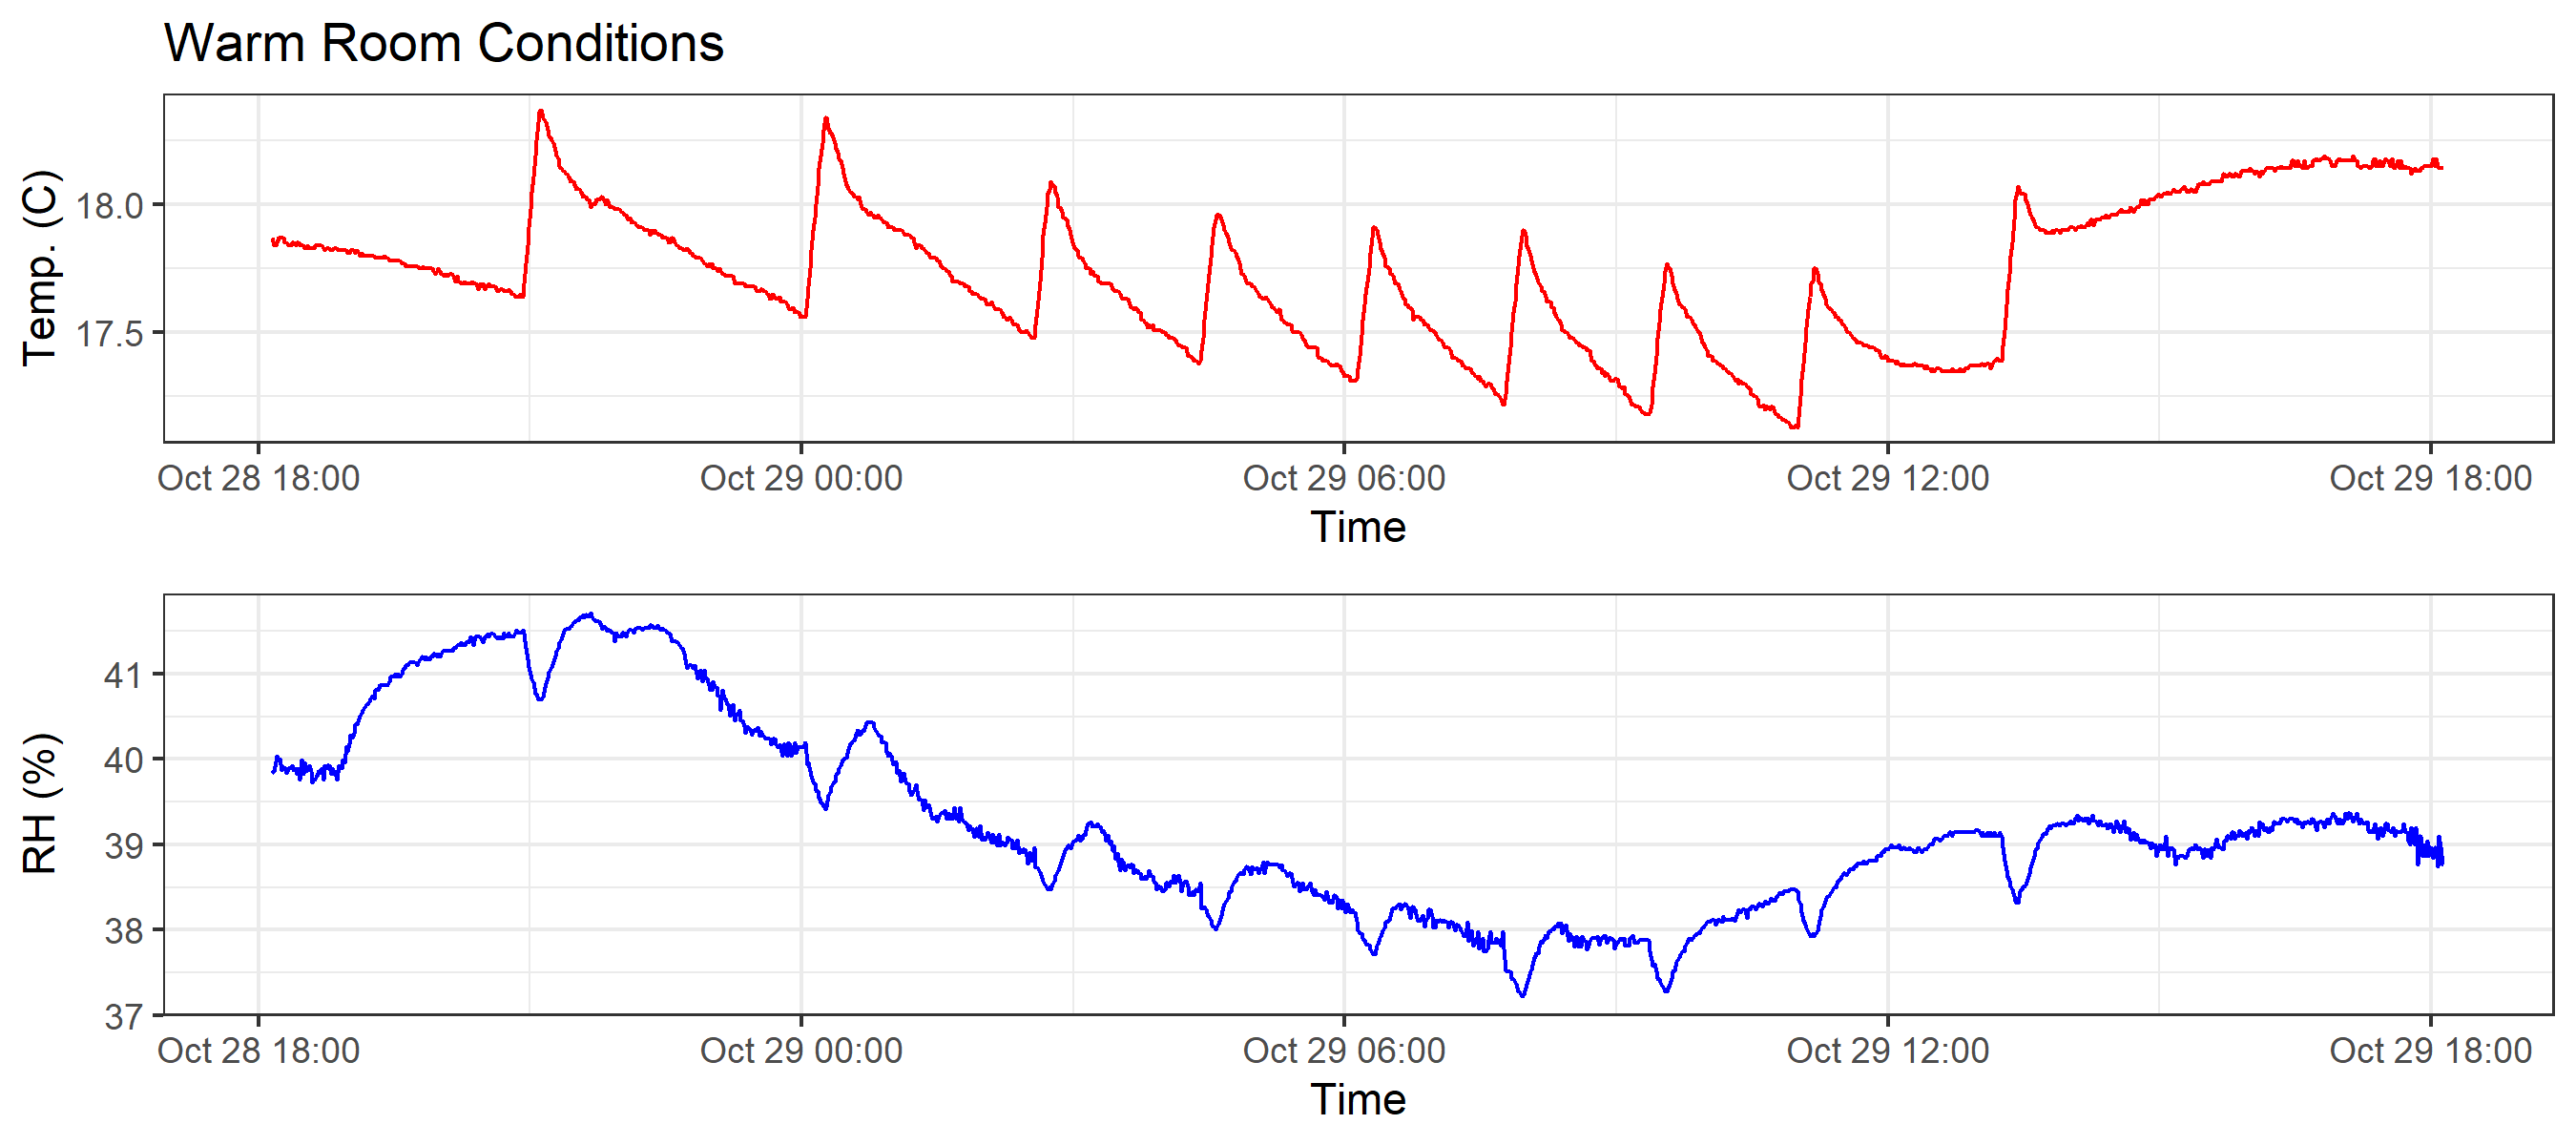 Warm Room Conditions
Temp. (C)
18.0
17.5
Oct 28 18:00 Oct 29 00:00 Oct 29 06:00 Oct 29 12:00 Oct 29 18:00
Time
RH (%)
41
40
39
38
37
Oct 28 18:00 Oct 29 00:00 Oct 29 06:00 Oct 29 12:00 Oct 29 18:00
Time